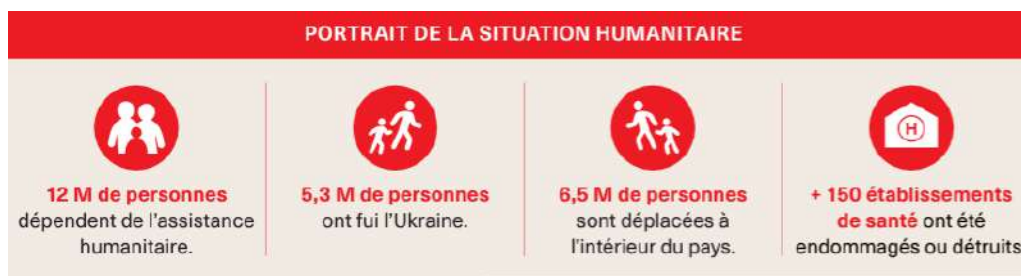 PORTRAIT DE LA SITUATION HUMANITAIRE
12 M de personnes
dépendent de l'assistance
humanitaire.
5,3 M de personnes
ont fui l'Ukraine.
6,5 M de personnes
sont déplacées à
l'intérieur du pays.
H
+ 150 établissements
de santé ont été
endommagés ou détruits